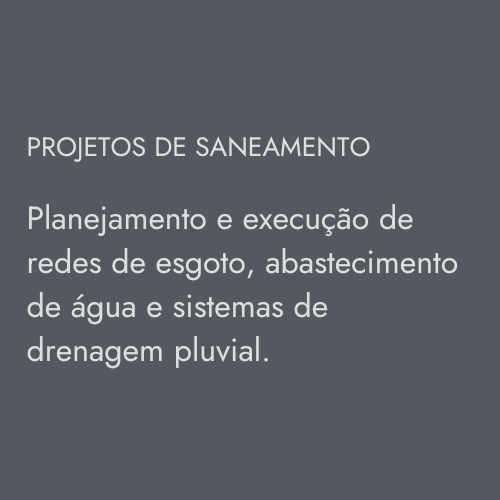 PROJETOS DE SANEAMENTO
Planejamento e execução de
redes de esgoto, abastecimento
de água e sistemas de
drenagem pluvial.